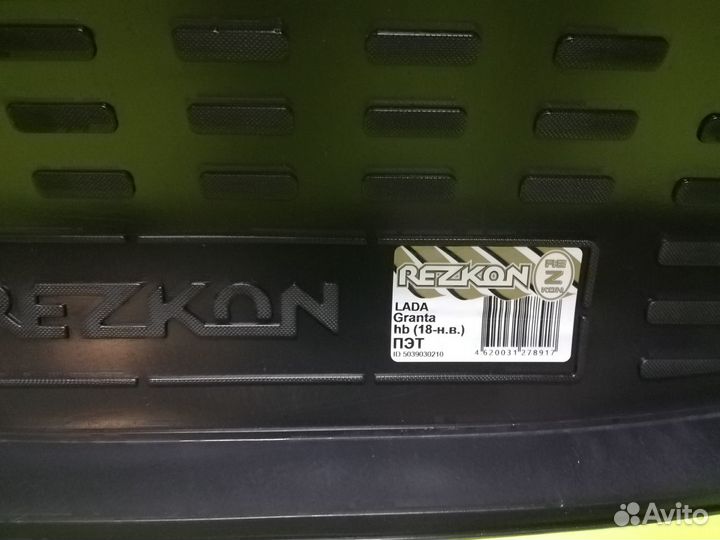 REZKON
REZKON
RE
Z
KON
LADA
Granta
hb (18-н.в.)
ПЭТ
ID 5039030210
4 620031 278917
Avito